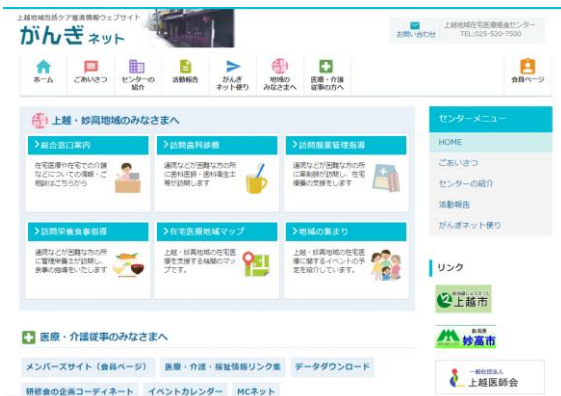 上越地域包括ケア推進情報ウェブサイト
がんぎネット
お問い合わせ
上越地域在宅医療推進センター
TEL:025-520-7500
ホーム
ごあいさつ
センターの
紹介
活動報告
がんぎ
ネット便り
地域の
みなさまへ
医療・介護
従事の方へ
会員ページ
上越・妙高地域のみなさまへ
総合窓口案内
在宅医療や在宅での介護
などについての情報・ご
相談はこちらから
訪問歯科診療
通院などが困難な方の所
に歯科医師・歯科衛生士
等が訪問します
訪問服薬管理指導
通院などが困難な方の所
に薬剤師が訪問し、在宅
療養の支援をします
訪問栄養食事指導
通院などが困難な方の所
に管理栄養士が訪問し、
食事の指導をいたします
在宅医療地域マップ
上越・妙高地域の在宅医
療を支援する機関のマッ
プです。
地域の集まり
上越・妙高地域の在宅医
療に関するイベントの予
定を紹介しています。
医療・介護従事のみなさまへ
メンバーズサイト（会員ページ）
医療・介護・福祉情報リンク集
データダウンロード
研修会の企画コーディネート
イベントカレンダー
MCネット
センターメニュー
HOME
ごあいさつ
センターの紹介
活動報告
がんぎネット便り
リンク
上越市
新潟県
妙高市
一般社団法人
上越医師会